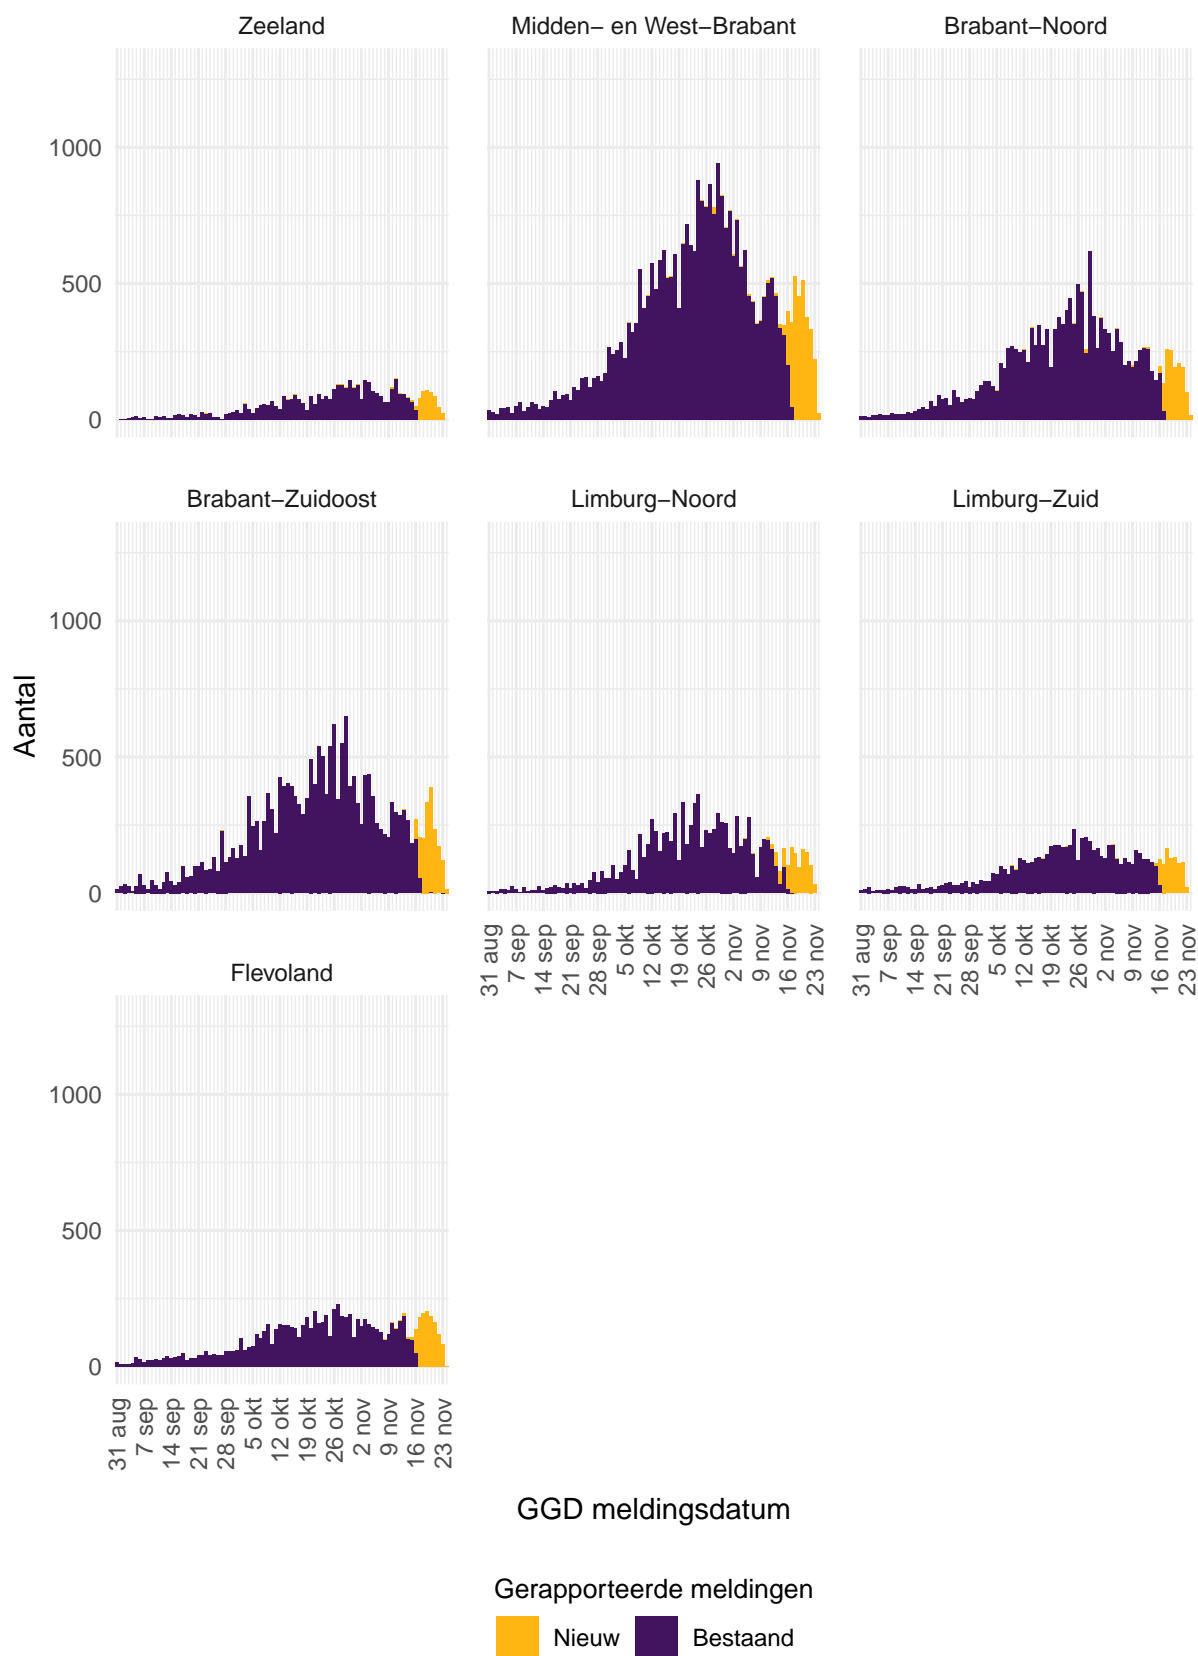 Zeeland
Midden− en West−Brabant
Brabant−Noord
1000
500
0
Brabant−Zuidoost
Limburg−Noord
Limburg−Zuid
1000
500
0
Aantal
31 aug
7 sep
14 sep
21 sep
28 sep
5 okt
12 okt
19 okt
26 okt
2 nov
9 nov
16 nov
23 nov
31 aug
7 sep
14 sep
21 sep
28 sep
5 okt
12 okt
19 okt
26 okt
2 nov
9 nov
16 nov
23 nov
Flevoland
1000
500
0
31 aug
7 sep
14 sep
21 sep
28 sep
5 okt
12 okt
19 okt
26 okt
2 nov
9 nov
16 nov
23 nov
GGD meldingsdatum
Gerapporteerde meldingen
Nieuw
Bestaand